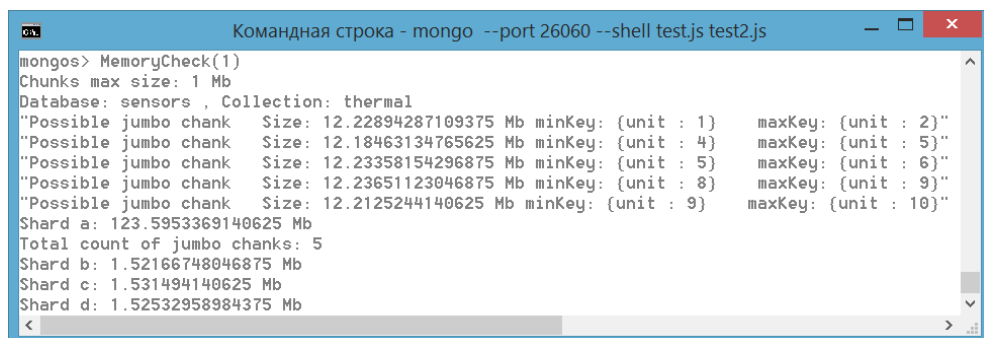 Командная строка - mongo --port 26060 --shell test.js test2.js
mongos> MemoryCheck(1)
Chunks max size: 1 Mb
Database: sensors , Collection: thermal
"Possible jumbo chank   Size: 12.22894287109375 Mb minKey: {unit : 1}    maxKey: {unit : 2}"
"Possible jumbo chank   Size: 12.18463134765625 Mb minKey: {unit : 4}    maxKey: {unit : 5}"
"Possible jumbo chank   Size: 12.23358154296875 Mb minKey: {unit : 5}    maxKey: {unit : 6}"
"Possible jumbo chank   Size: 12.23651123046875 Mb minKey: {unit : 8}    maxKey: {unit : 9}"
"Possible jumbo chank   Size: 12.2125244140625 Mb minKey: {unit : 9}    maxKey: {unit : 10}"
Shard a: 123.5953369140625 Mb
Total count of jumbo chanks: 5
Shard b: 1.52166748046875 Mb
Shard c: 1.531494140625 Mb
Shard d: 1.52532958984375 Mb